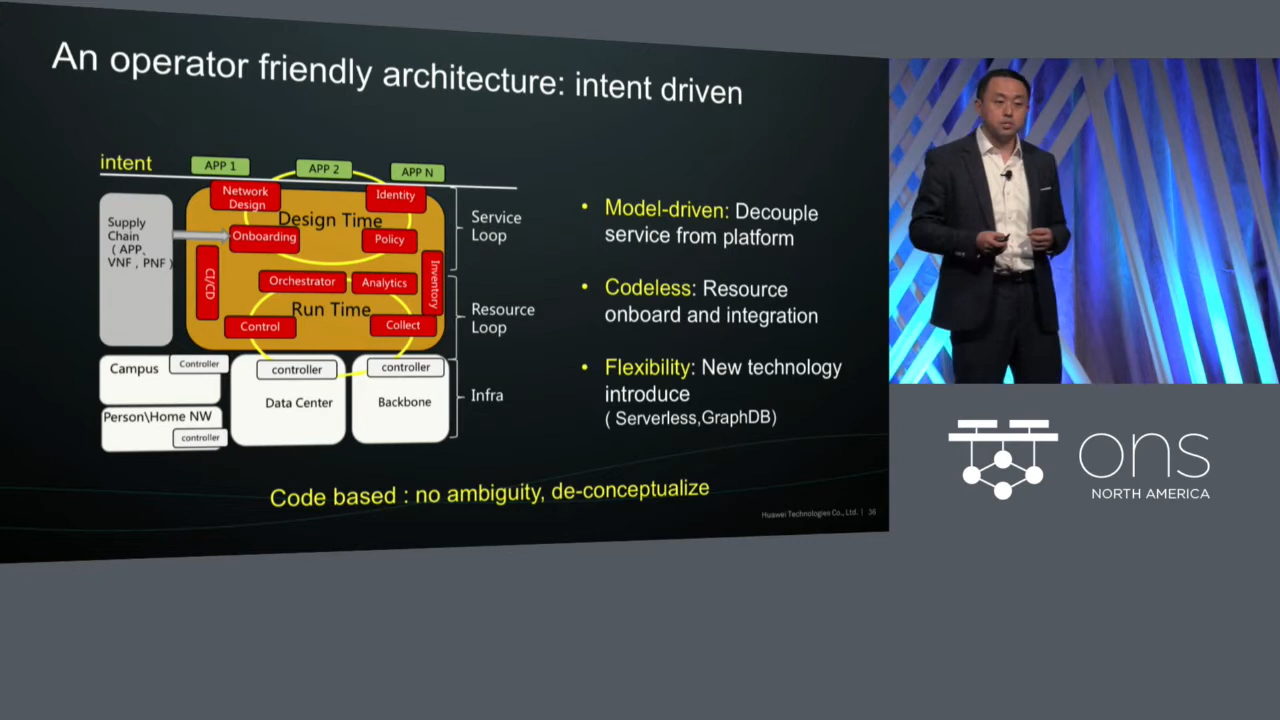 An operator friendly architecture: intent driven
intent
APP 1
APP 2
APP N
Network
Design
Identity
Design Time
Supply
Chain
( APP、
VNF , PNF )
Onboarding
Policy
Service
Loop
CI/CD
Orchestrator
Analytics
Inventory
Run Time
Control
Collect
Resource
Loop
Campus
Controller
controller
controller
Person\Home NW
controller
Data Center
Backbone
Infra
• Model-driven: Decouple
service from platform
• Codeless: Resource
onboard and integration
• Flexibility: New technology
introduce
( Serverless,GraphDB)
Code based : no ambiguity, de-conceptualize
Huawei Technologies Co., Ltd. | 36
ons
NORTH AMERICA